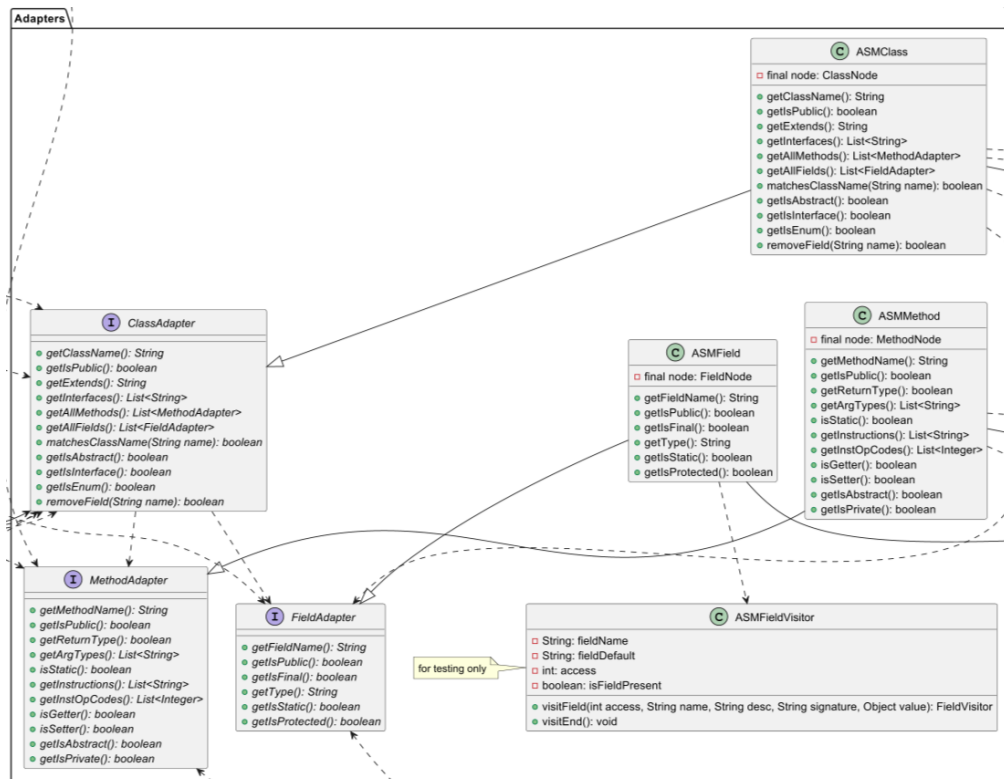 Adapters
C ASMClass
final node: ClassNode
getClassName(): String
getIsPublic(): boolean
getExtends(): String
getInterfaces(): List<String>
getAllMethods(): List<MethodAdapter>
getAllFields(): List<FieldAdapter>
matchesClassName(String name): boolean
getIsAbstract(): boolean
getIsInterface(): boolean
getIsEnum(): boolean
removeField(String name): boolean
I ClassAdapter
getClassName(): String
getIsPublic(): boolean
getExtends(): String
getInterfaces(): List<String>
getAllMethods(): List<MethodAdapter>
getAllFields(): List<FieldAdapter>
matchesClassName(String name): boolean
getIsAbstract(): boolean
getIsInterface(): boolean
getIsEnum(): boolean
removeField(String name): boolean
C ASMField
final node: FieldNode
getFieldName(): String
getIsPublic(): boolean
getIsFinal(): boolean
getType(): String
getIsStatic(): boolean
getIsProtected(): boolean
C ASMMethod
final node: MethodNode
getMethodName(): String
getIsPublic(): boolean
getReturnType(): boolean
getArgTypes(): List<String>
isStatic(): boolean
getInstructions(): List<String>
getInstOpCodes(): List<Integer>
isGetter(): boolean
isSetter(): boolean
getIsAbstract(): boolean
getIsPrivate(): boolean
I MethodAdapter
getMethodName(): String
getIsPublic(): boolean
getReturnType(): boolean
getArgTypes(): List<String>
isStatic(): boolean
getInstructions(): List<String>
getInstOpCodes(): List<Integer>
isGetter(): boolean
isSetter(): boolean
getIsAbstract(): boolean
getIsPrivate(): boolean
I FieldAdapter
getFieldName(): String
getIsPublic(): boolean
getIsFinal(): boolean
getType(): String
getIsStatic(): boolean
getIsProtected(): boolean
for testing only
C ASMFieldVisitor
String: fieldName
String: fieldDefault
int: access
boolean: isFieldPresent
visitField(int access, String name, String desc, String signature, Object value): FieldVisitor
visitEnd(): void